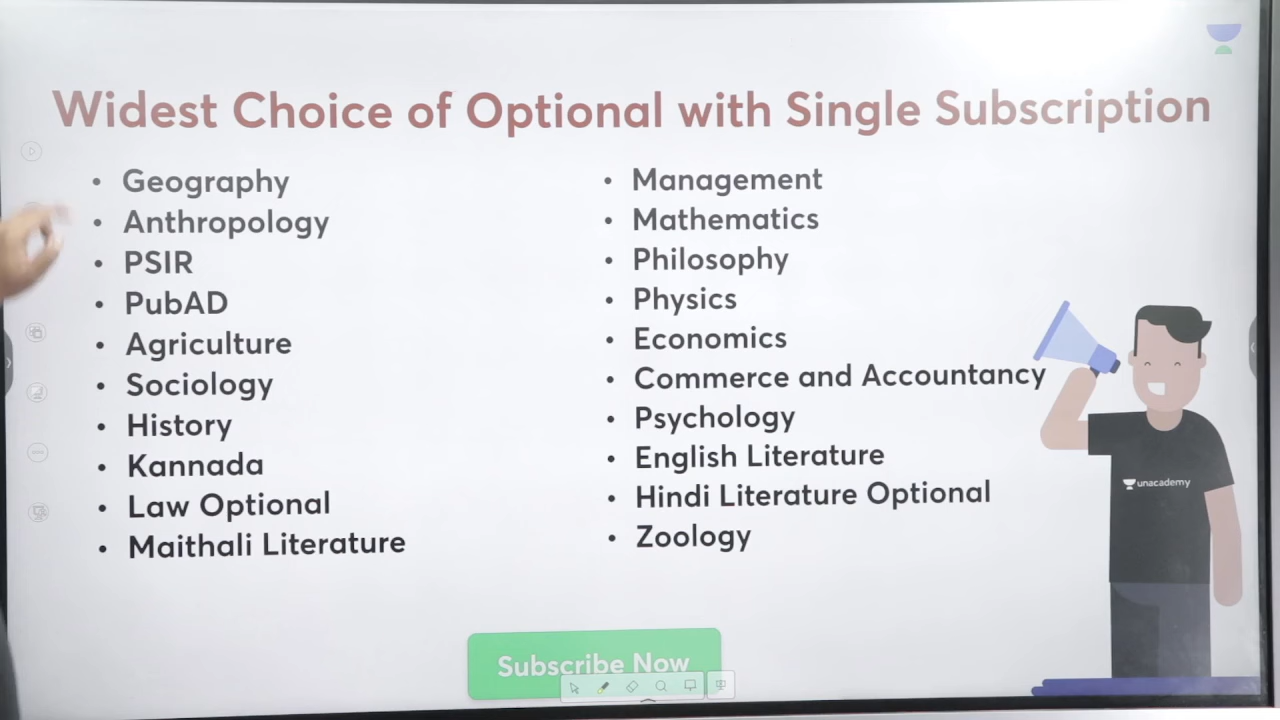 Widest Choice of Optional with Single Subscription
• Geography
• Anthropology
• PSIR
• PubAD
• Agriculture
• Sociology
• History
• Kannada
• Law Optional
• Maithali Literature
• Management
• Mathematics
• Philosophy
• Physics
• Economics
• Commerce and Accountancy
• Psychology
• English Literature
• Hindi Literature Optional
• Zoology
unacademy
Subscribe Now